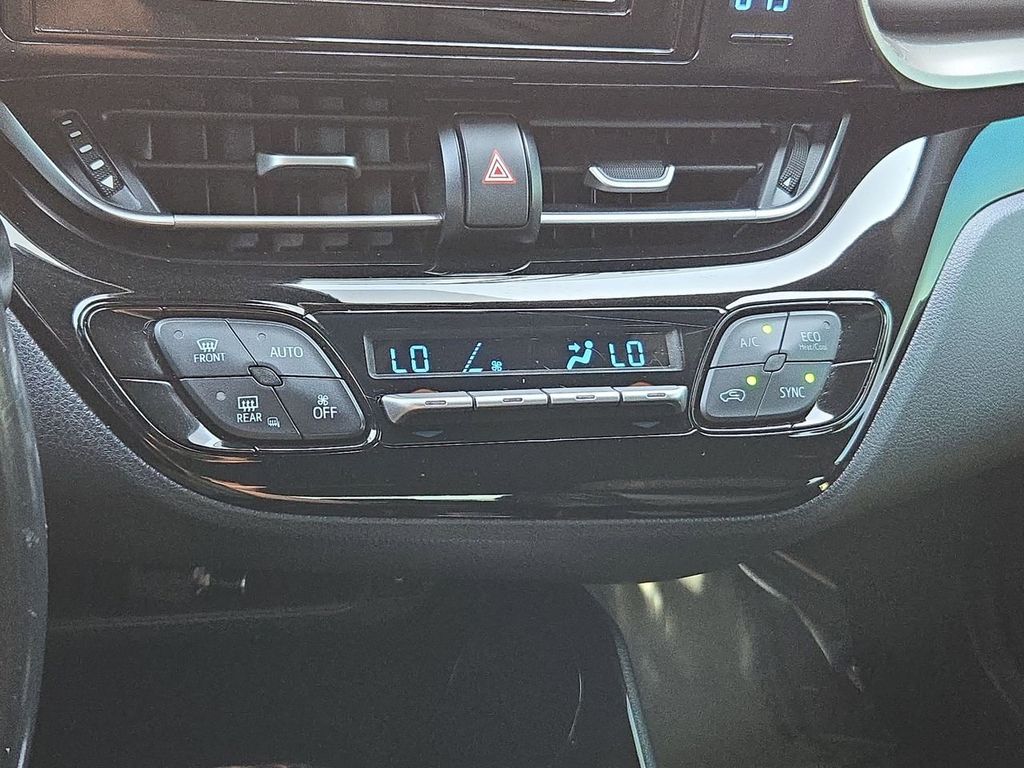 FRONT
AUTO
REAR
OFF
LO
LO
A/C
ECO
Heat/Cool
SYNC